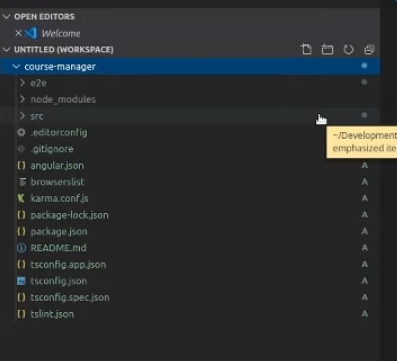 OPEN EDITORS
Welcome
UNTITLED (WORKSPACE)
course-manager
e2e
node_modules
src
~/Development
emphasized ite
.editorconfig
.gitignore
angular.json A
browserslist A
karma.conf.js A
package-lock.json A
package.json A
README.md A
tsconfig.app.json A
tsconfig.json A
tsconfig.spec.json A
tslint.json A